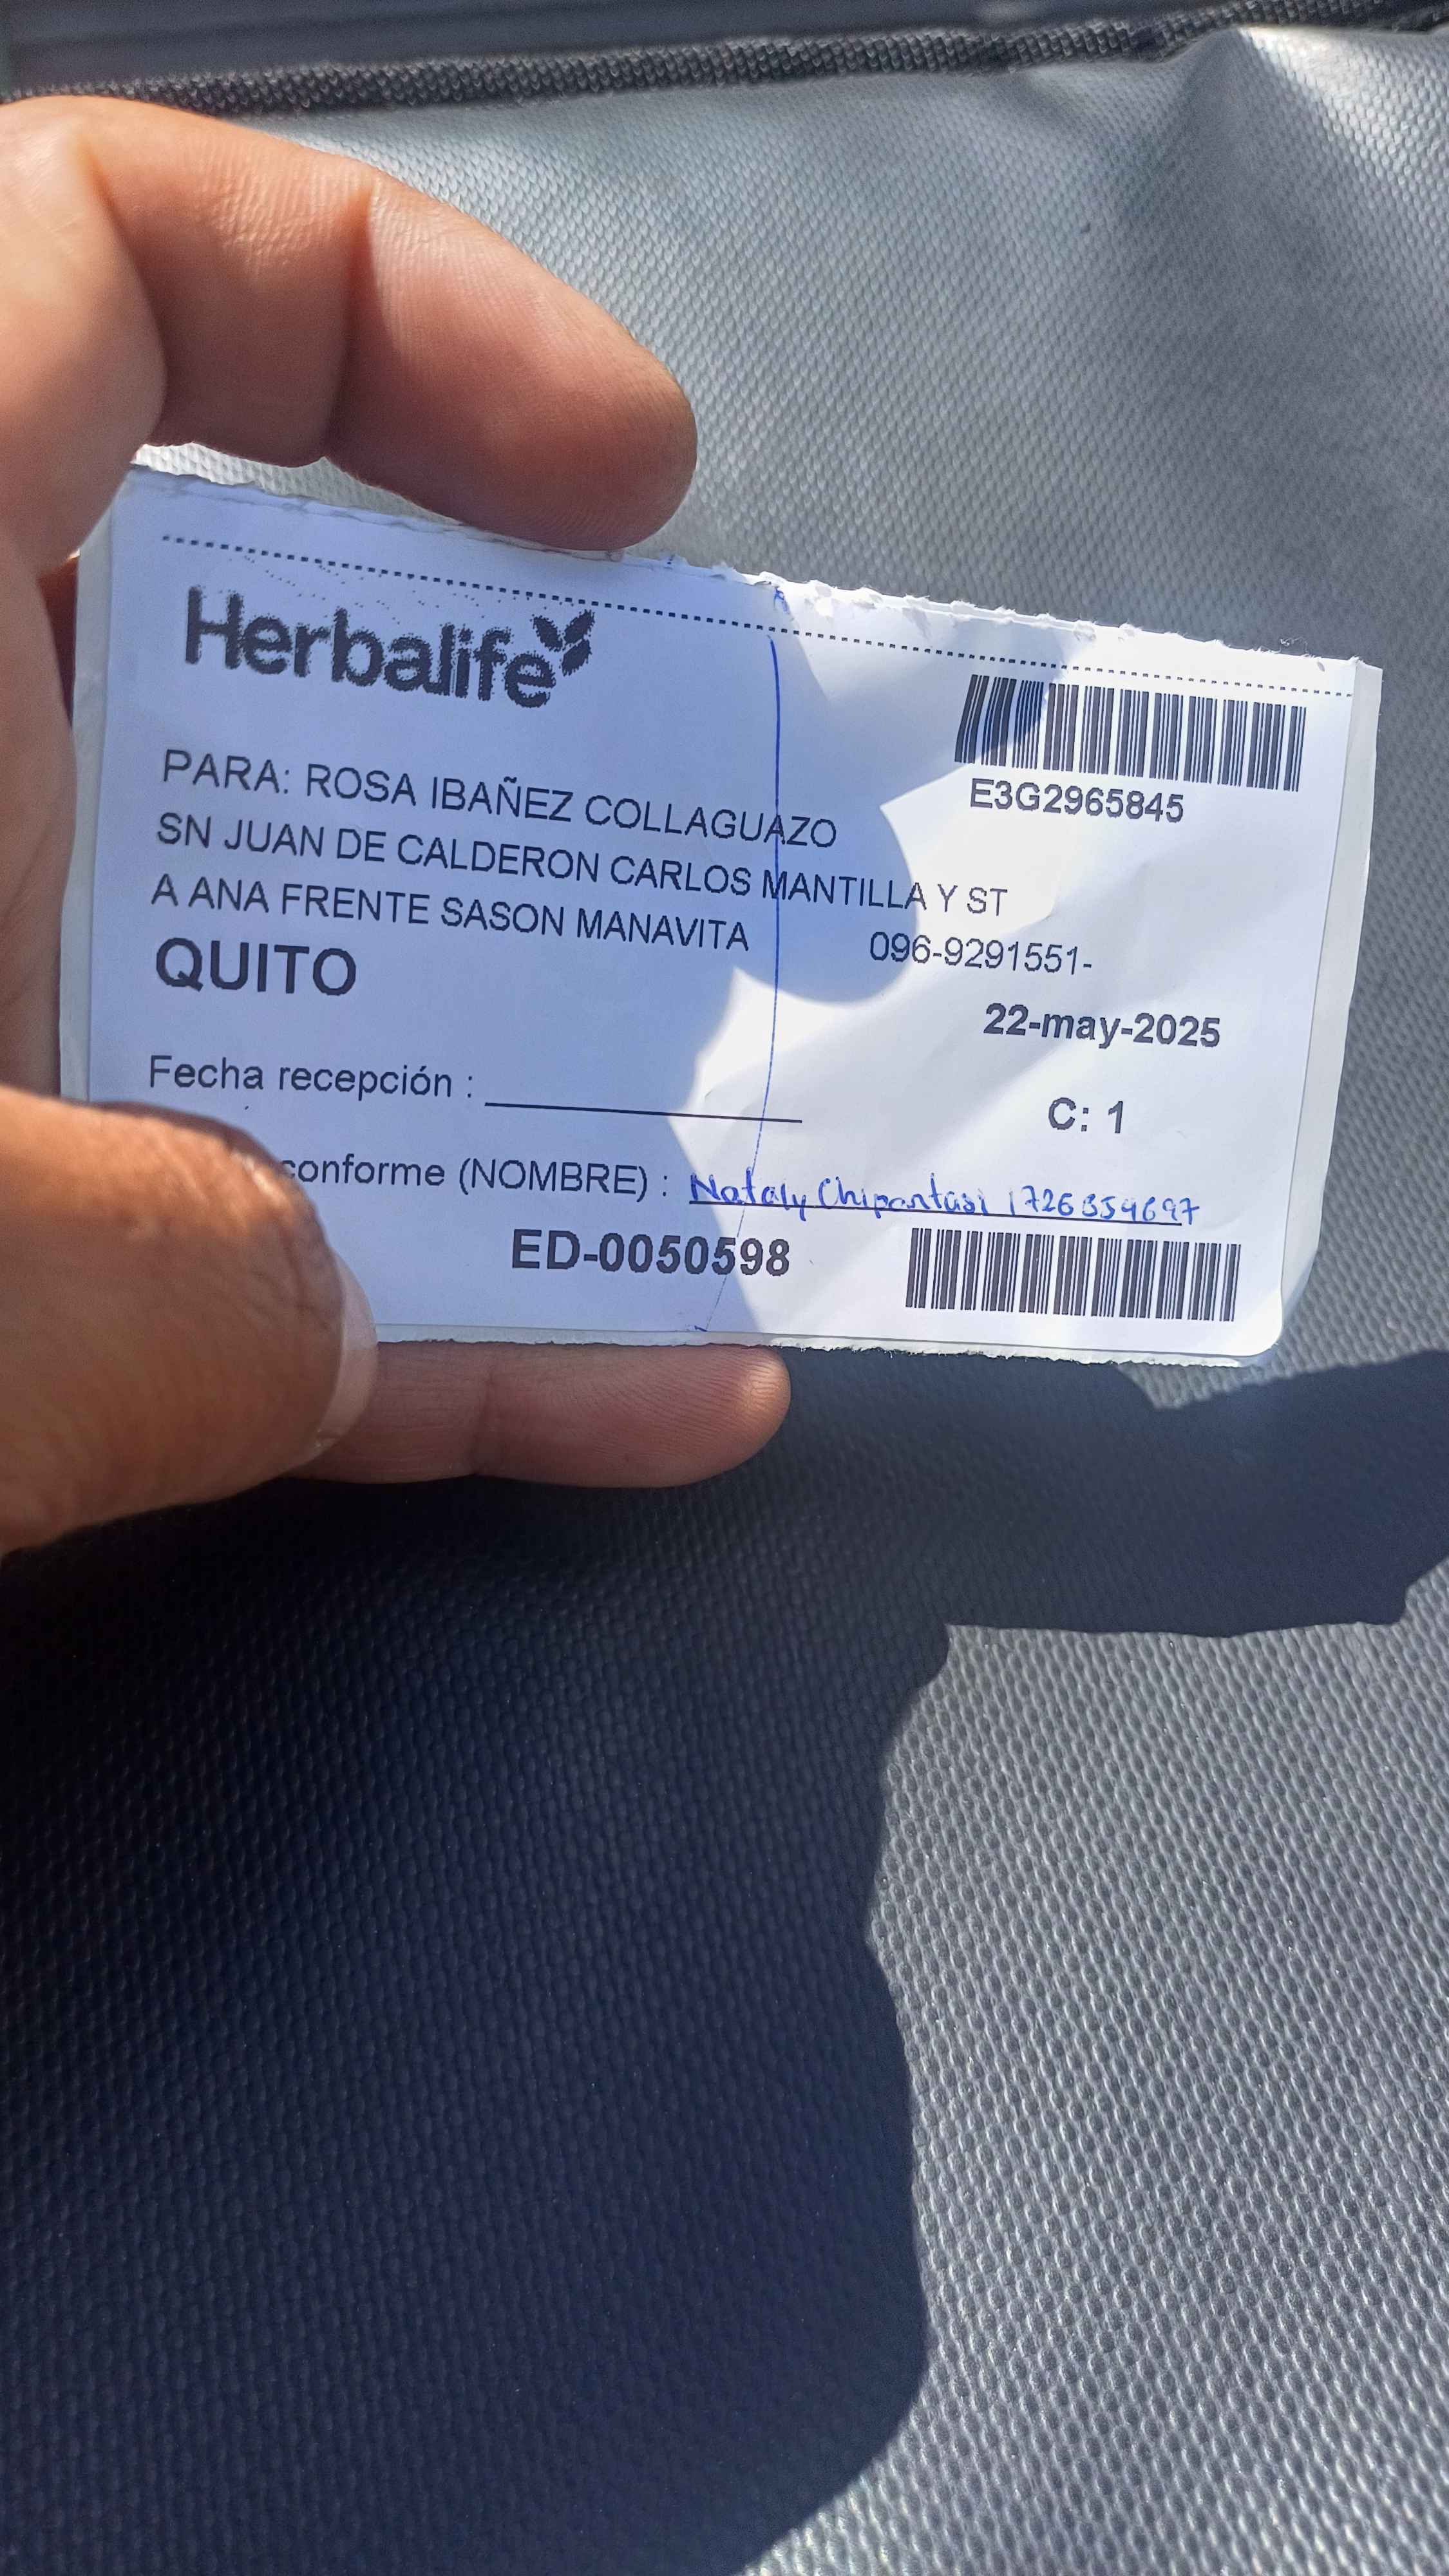 Herbalife
E3G2965845
PARA: ROSA IBAÑEZ COLLAGUAZO
SN JUAN DE CALDERON CARLOS MANTILLA Y ST
A ANA FRENTE SASON MANAVITA 096-9291551-
QUITO
22-may-2025
Fecha recepción :
C: 1
conforme (NOMBRE) : Nataly Chipantasi
ED-0050598